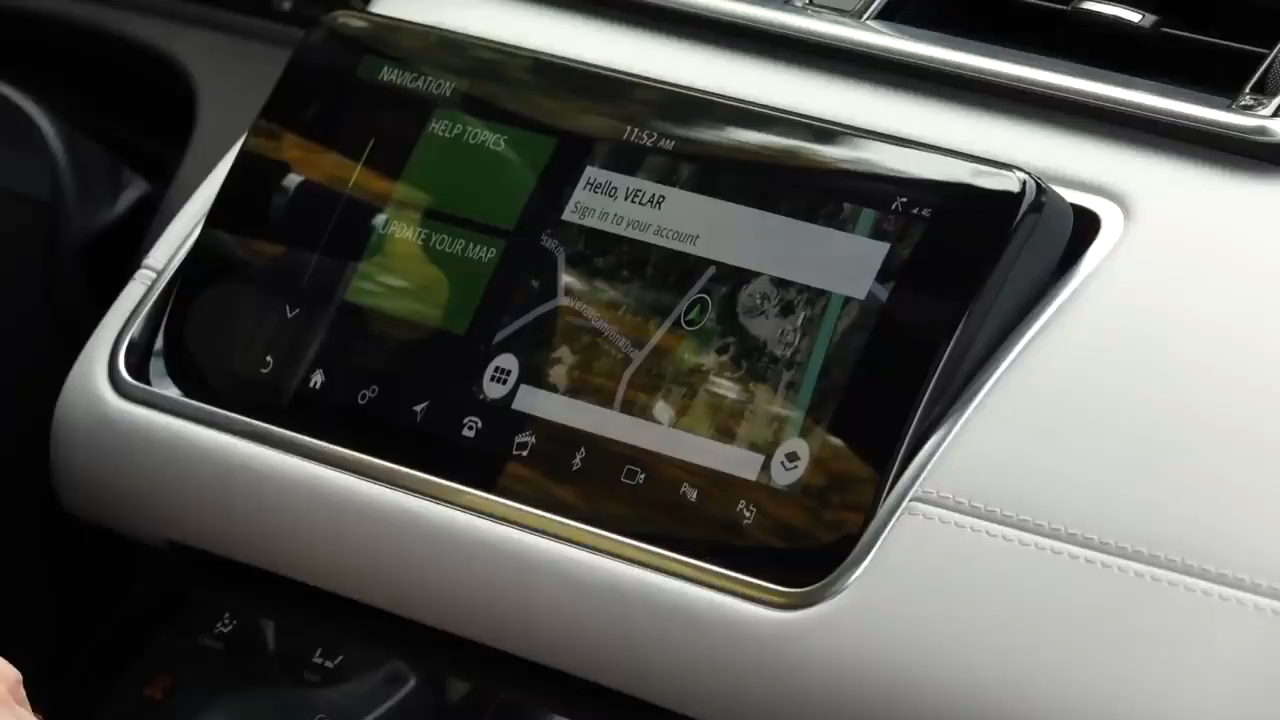 NAVIGATION
HELP TOPICS
UPDATE YOUR MAP
11:52 AM
Hello, VELAR
Sign in to your account